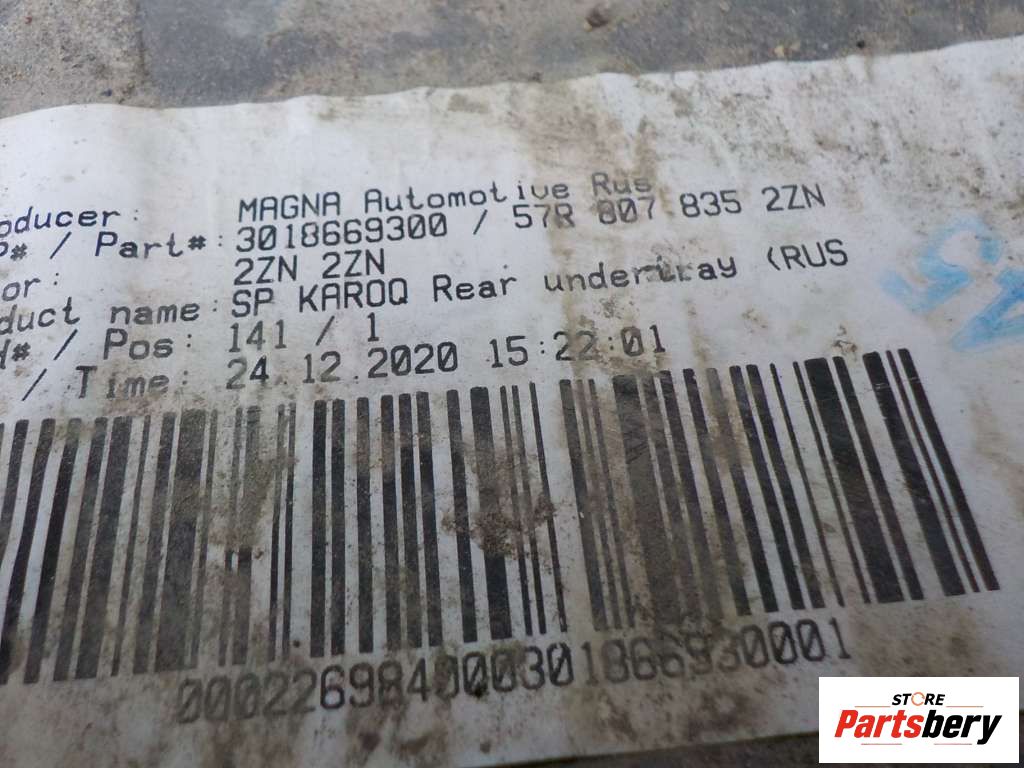 oducer: MAGNA Automotive Rus
P# / Part#: 3018669300 / 57R 807 835 2ZN
or: 2ZN 2ZN
duct name: SP KAROQ Rear undertray (RUS
# / Pos: 141 / 1
/ Time: 24.12.2020 15:22:01
000226984000301866930001
STORE
Partsbery